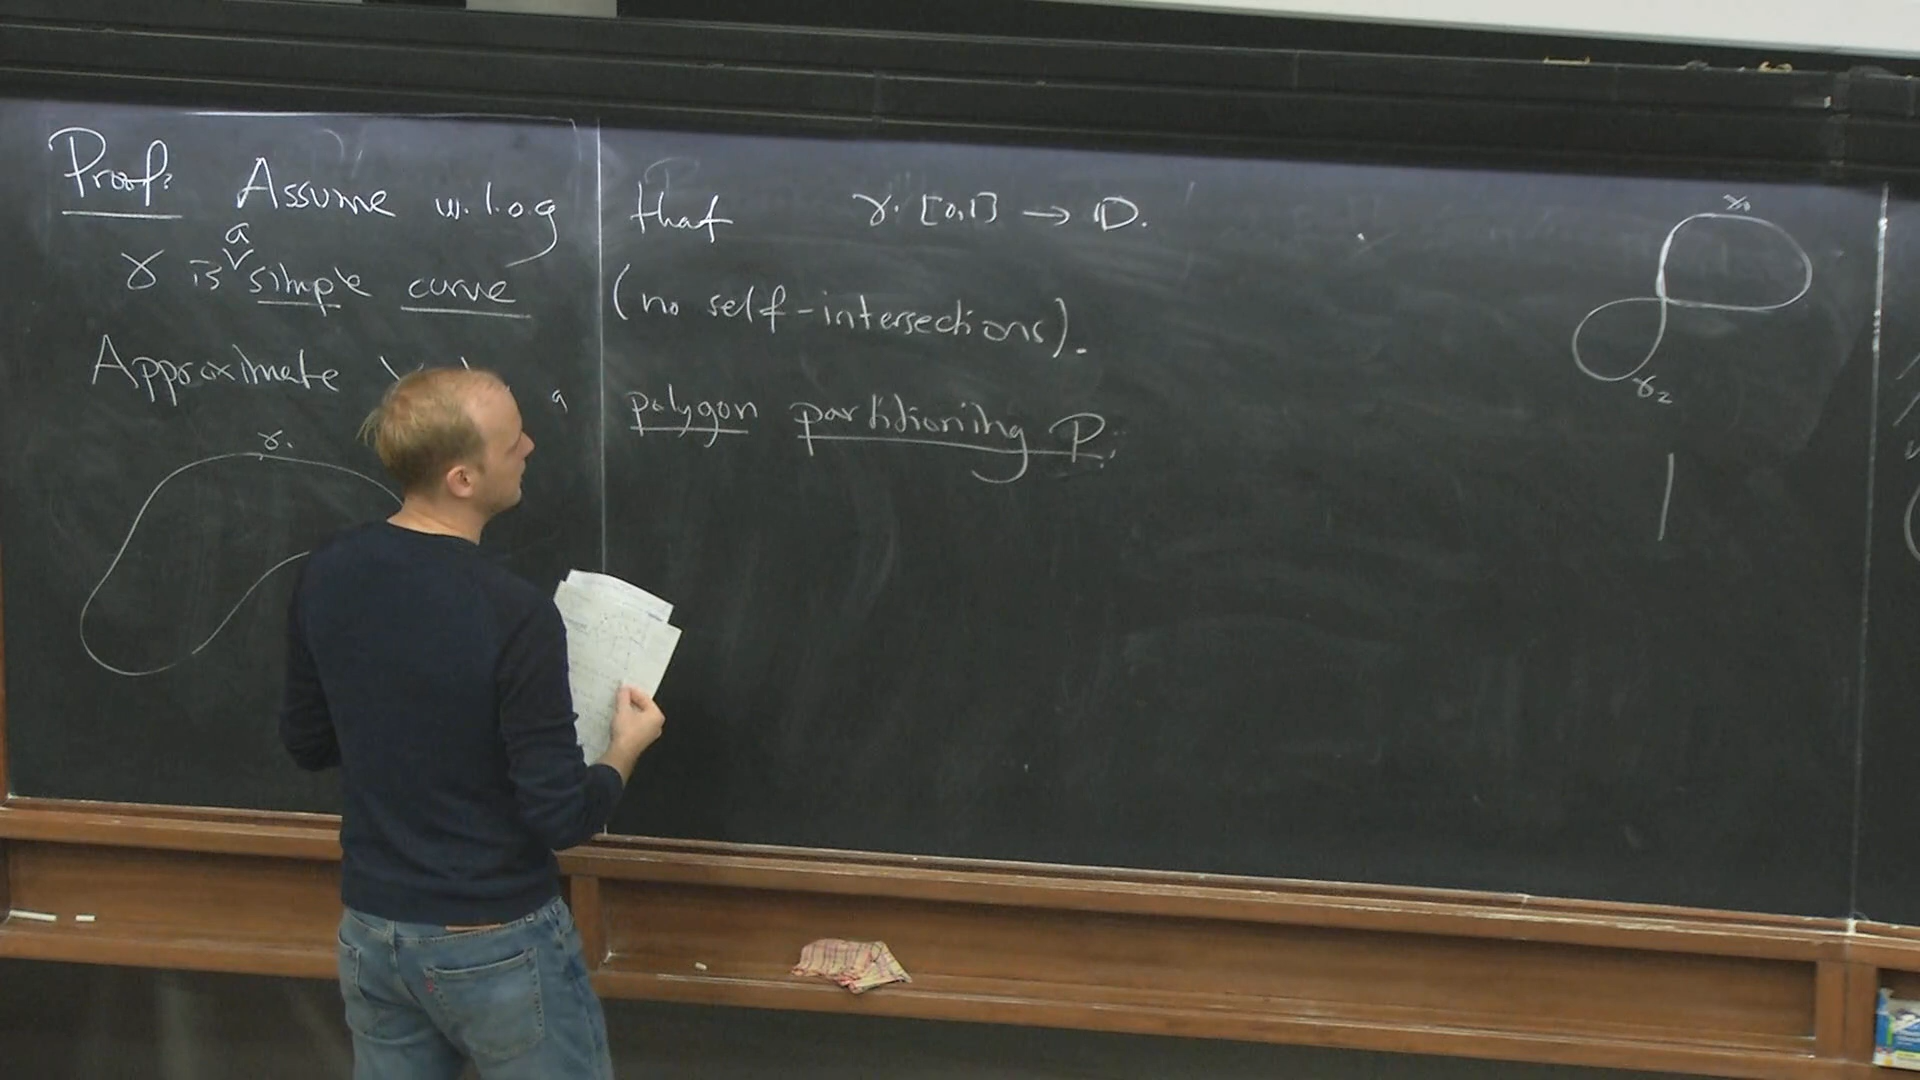 Proof: Assume w.l.o.g that γ: [0,1] → D.
a
γ is simple curve (no self-intersections).
Approximate a polygon partitioning P:
γ.
γ₁
γ₂